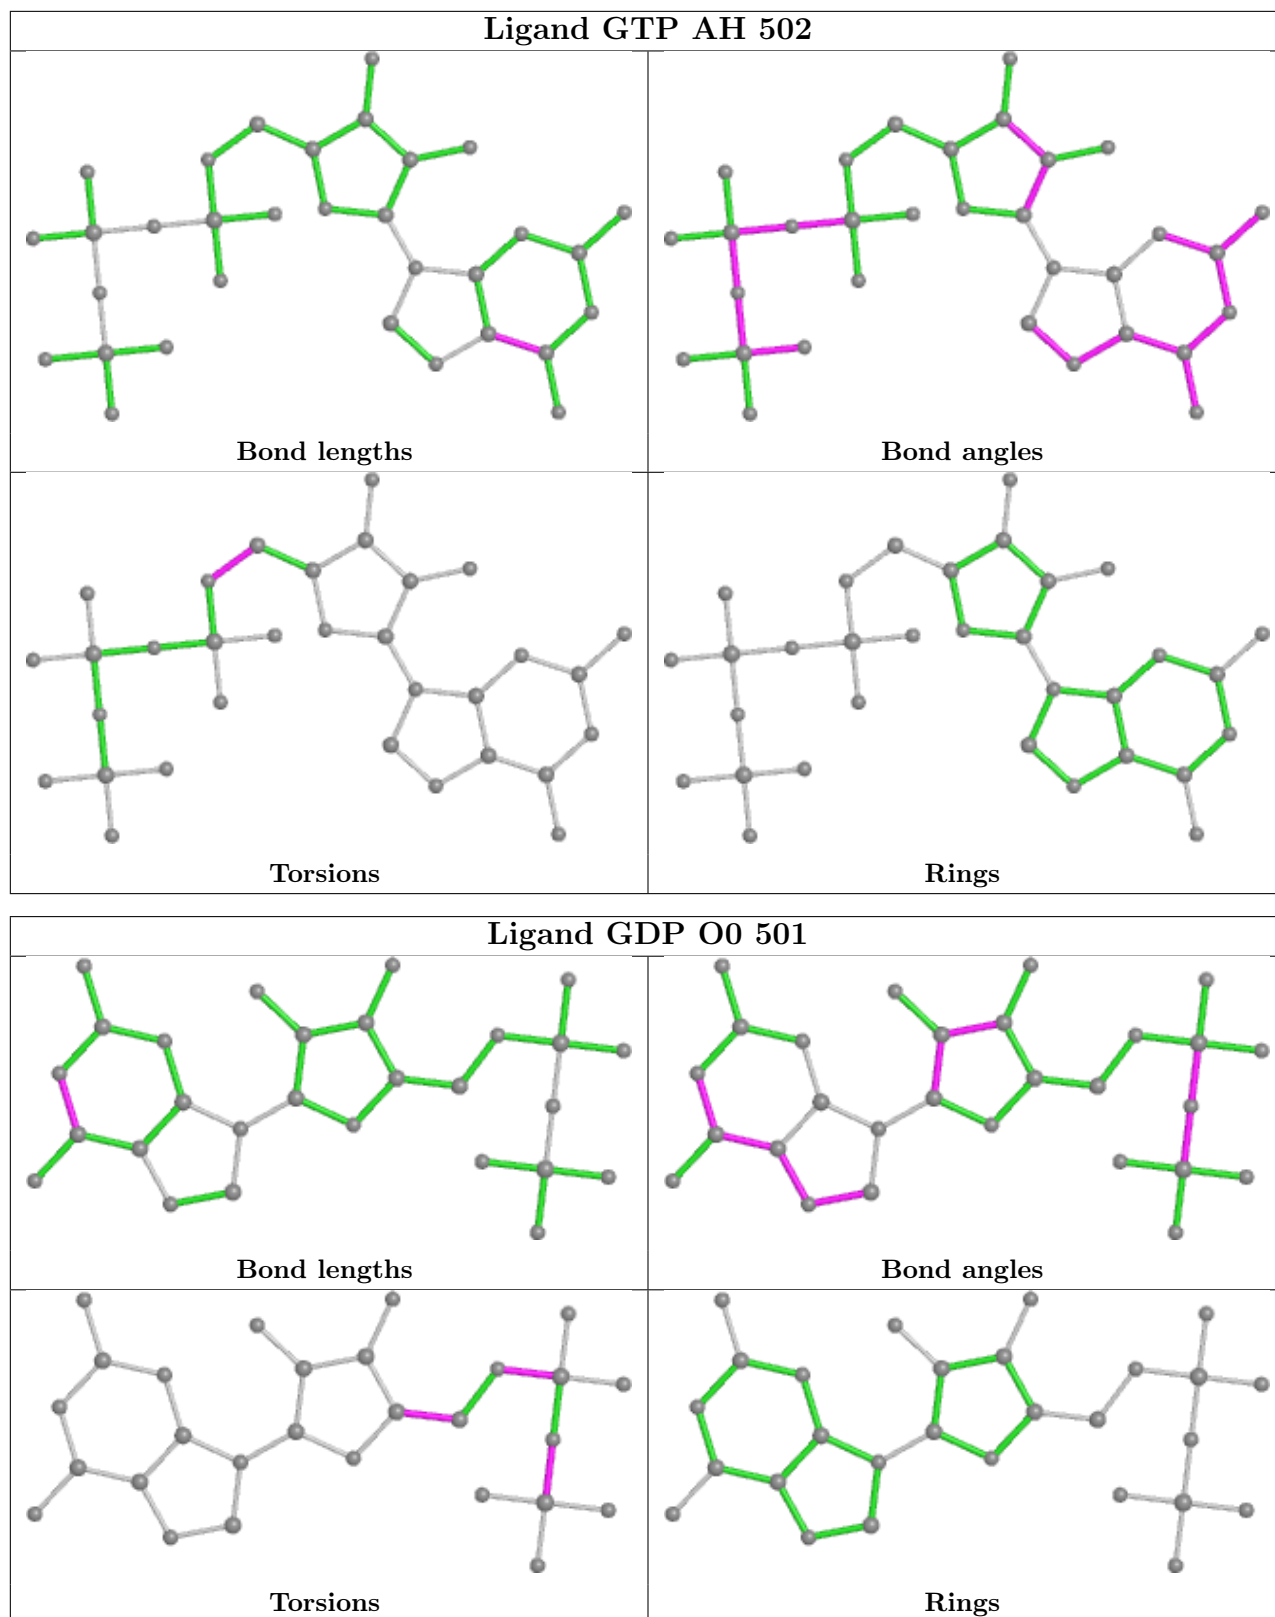 Ligand GTP AH 502
Bond lengths
Bond angles
Torsions
Rings
Ligand GDP O0 501
Bond lengths
Bond angles
Torsions
Rings